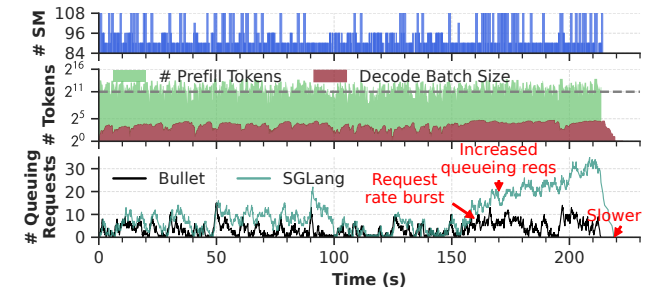 # SM
108
96
84
# Tokens
2^16
2^11
2^5
2^0
# Prefill Tokens
Decode Batch Size
# Queuing
Requests
30
20
10
0
Bullet
SGLang
Request
rate burst
Increased
queueing reqs
Slower
0
50
100
150
200
Time (s)